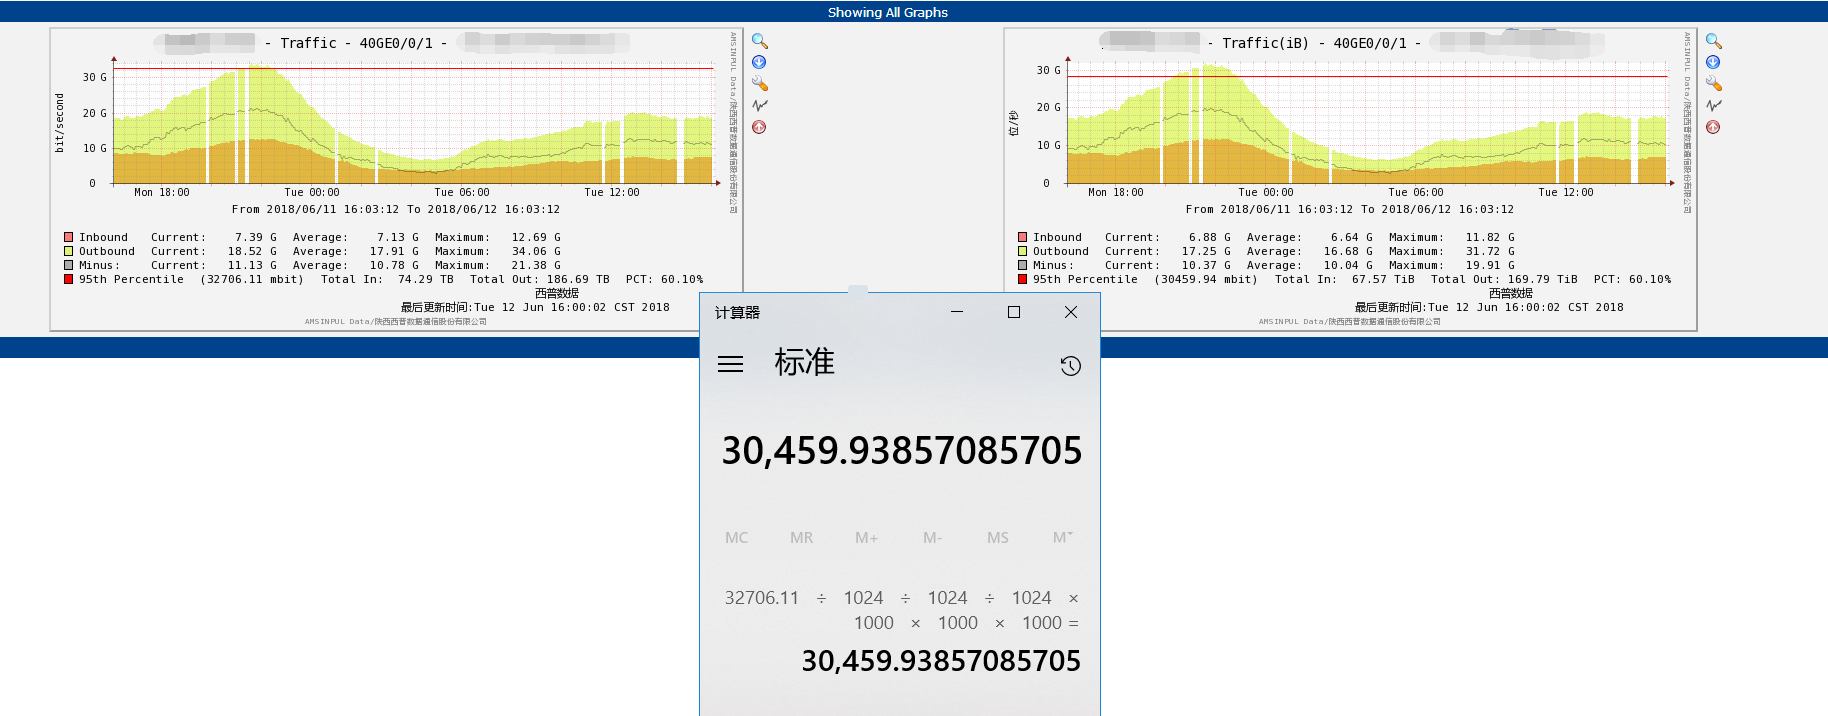 Showing All Graphs
- Traffic - 40GE0/0/1 -
AMSINPUL Data/陕西西普数据通信股份有限公司
bit/second
30 G
20 G
10 G
0
Mon 18:00 Tue 00:00 Tue 06:00 Tue 12:00
From 2018/06/11 16:03:12 To 2018/06/12 16:03:12
Inbound Current: 7.39 G Average: 7.13 G Maximum: 12.69 G
Outbound Current: 18.52 G Average: 17.91 G Maximum: 34.06 G
Minus: Current: 11.13 G Average: 10.78 G Maximum: 21.38 G
95th Percentile (32706.11 mbit) Total In: 74.29 TB Total Out: 186.69 TB PCT: 60.10%
西普数据
最后更新时间:Tue 12 Jun 16:00:02 CST 2018
AMSINPUL Data/陕西西普数据通信股份有限公司
- Traffic(iB) - 40GE0/0/1 -
AMSINPUL Data/陕西西普数据通信股份有限公司
位/秒
30 G
20 G
10 G
0
Mon 18:00 Tue 00:00 Tue 06:00 Tue 12:00
From 2018/06/11 16:03:12 To 2018/06/12 16:03:12
Inbound Current: 6.88 G Average: 6.64 G Maximum: 11.82 G
Outbound Current: 17.25 G Average: 16.68 G Maximum: 31.72 G
Minus: Current: 10.37 G Average: 10.04 G Maximum: 19.91 G
95th Percentile (30459.94 mbit) Total In: 67.57 TiB Total Out: 169.79 TiB PCT: 60.10%
西普数据
最后更新时间:Tue 12 Jun 16:00:02 CST 2018
AMSINPUL Data/陕西西普数据通信股份有限公司
计算器
标准
30,459.93857085705
MC MR M+ M- MS M
32706.11 ÷ 1024 ÷ 1024 ÷ 1024 ×
1000 × 1000 × 1000 =
30,459.93857085705